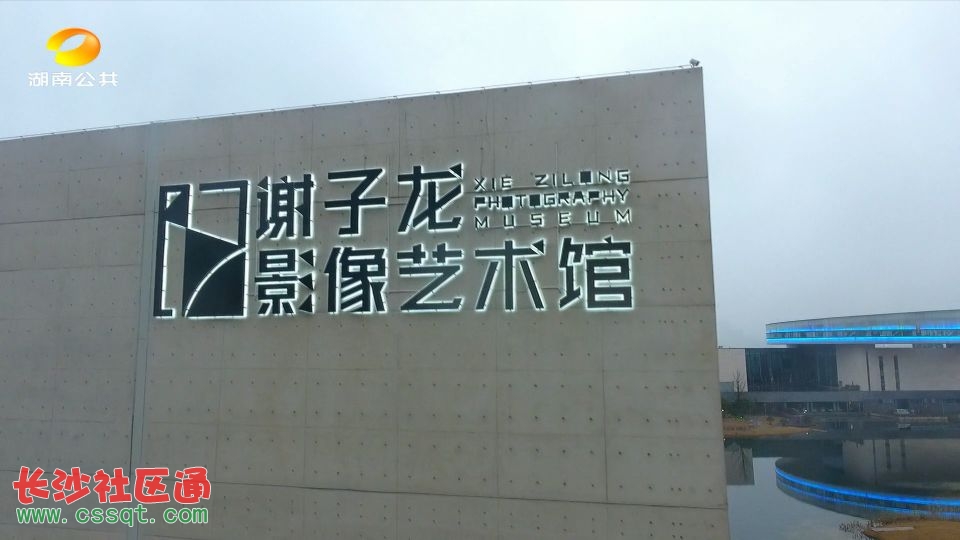 湖南公共
谢子龙
XIE ZILONG
PHOTOGRAPHY
MUSEUM
影像艺术馆
长沙社区通
www.cssqt.com